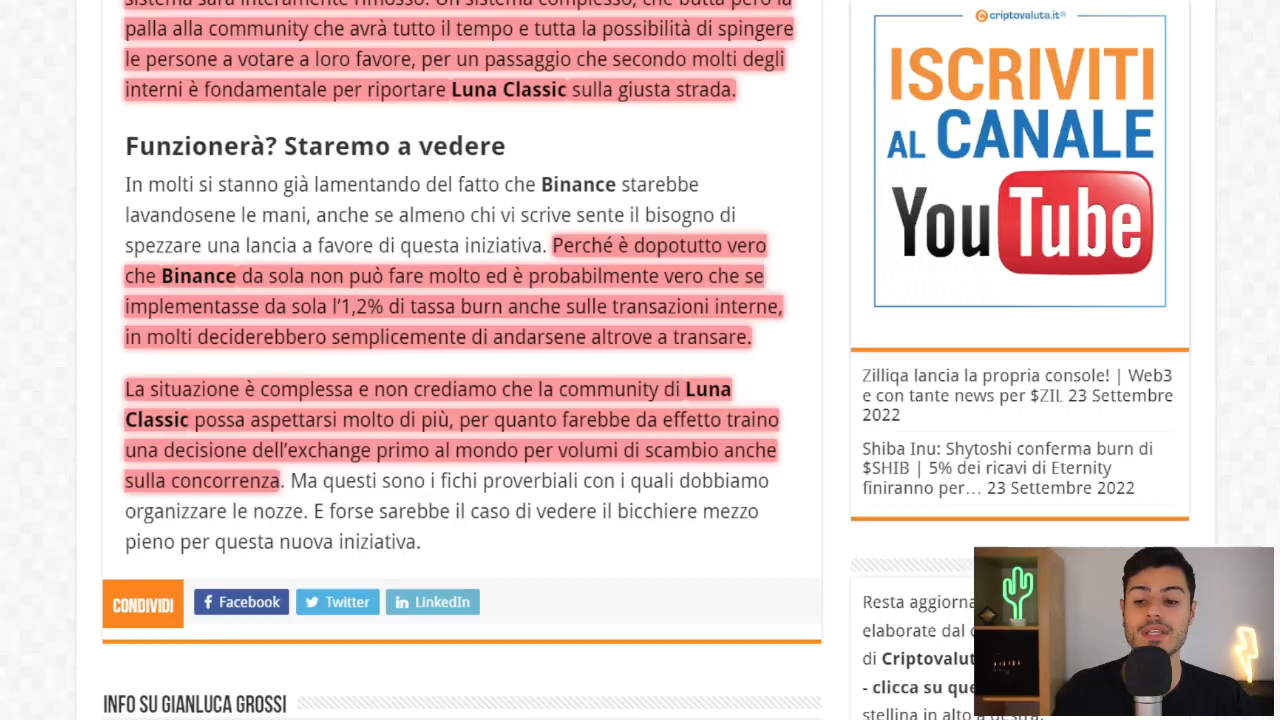 sistema sarà interamente rimosso. Un sistema complesso, che butta però la
palla alla community che avrà tutto il tempo e tutta la possibilità di spingere
le persone a votare a loro favore, per un passaggio che secondo molti degli
interni è fondamentale per riportare Luna Classic sulla giusta strada.
Funzionerà? Staremo a vedere
In molti si stanno già lamentando del fatto che Binance starebbe
lavandosene le mani, anche se almeno chi vi scrive sente il bisogno di
spezzare una lancia a favore di questa iniziativa. Perché è dopotutto vero
che Binance da sola non può fare molto ed è probabilmente vero che se
implementasse da sola l'1,2% di tassa burn anche sulle transazioni interne,
in molti deciderebbero semplicemente di andarsene altrove a transare.
La situazione è complessa e non crediamo che la community di Luna
Classic possa aspettarsi molto di più, per quanto farebbe da effetto traino
una decisione dell'exchange primo al mondo per volumi di scambio anche
sulla concorrenza. Ma questi sono i fichi proverbiali con i quali dobbiamo
organizzare le nozze. E forse sarebbe il caso di vedere il bicchiere mezzo
pieno per questa nuova iniziativa.
CONDIVIDI
Facebook
Twitter
LinkedIn
INFO SU GIANLUCA GROSSI
criptovaluta.it®
ISCRIVITI
AL CANALE
YouTube
Zilliqa lancia la propria console! | Web3
e con tante news per $ZIL 23 Settembre
2022
Shiba Inu: Shytoshi conferma burn di
$SHIB | 5% dei ricavi di Eternity
finiranno per… 23 Settembre 2022
Resta aggiorna
elaborate dal
di Criptovalut
- clicca su que
stellina in alto a destra.